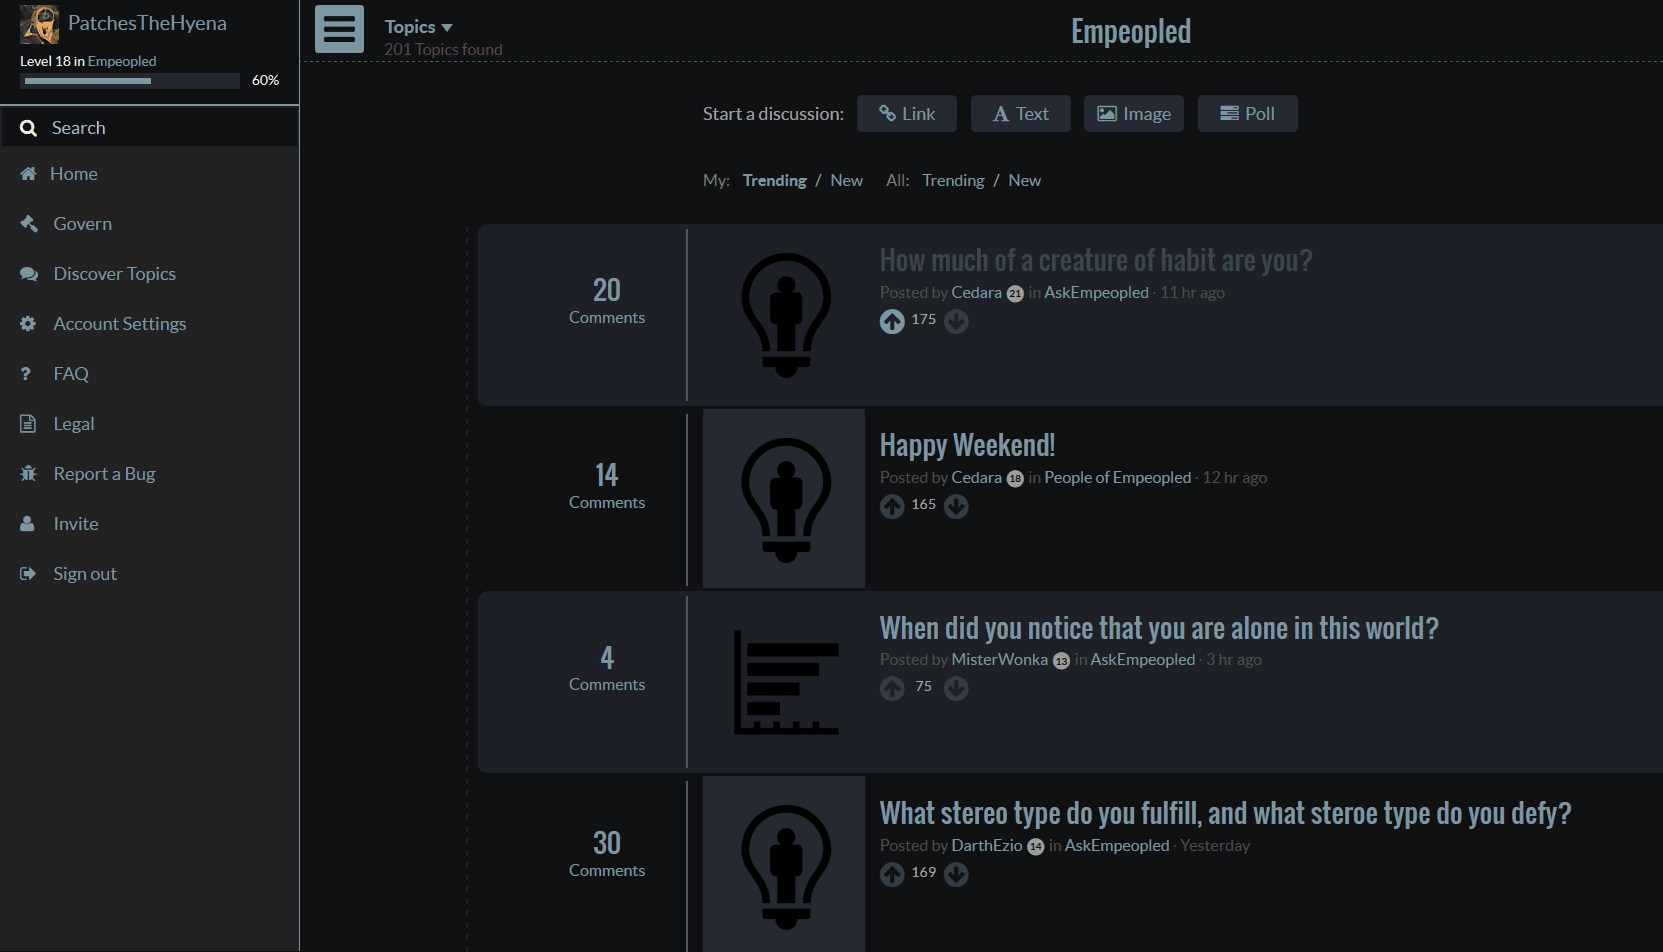 PatchesTheHyena
Level 18 in Empeopled
60%
Search
Home
Govern
Discover Topics
Account Settings
FAQ
Legal
Report a Bug
Invite
Sign out
Topics
201 Topics found
Empeopled
Start a discussion: Link Text Image Poll
My: Trending / New All: Trending / New
20
Comments
How much of a creature of habit are you?
Posted by Cedara 21 in AskEmpeopled · 11 hr ago
175
14
Comments
Happy Weekend!
Posted by Cedara 18 in People of Empeopled · 12 hr ago
165
4
Comments
When did you notice that you are alone in this world?
Posted by MisterWonka 13 in AskEmpeopled · 3 hr ago
75
30
Comments
What stereo type do you fulfill, and what steroe type do you defy?
Posted by DarthEzio 14 in AskEmpeopled · Yesterday
169